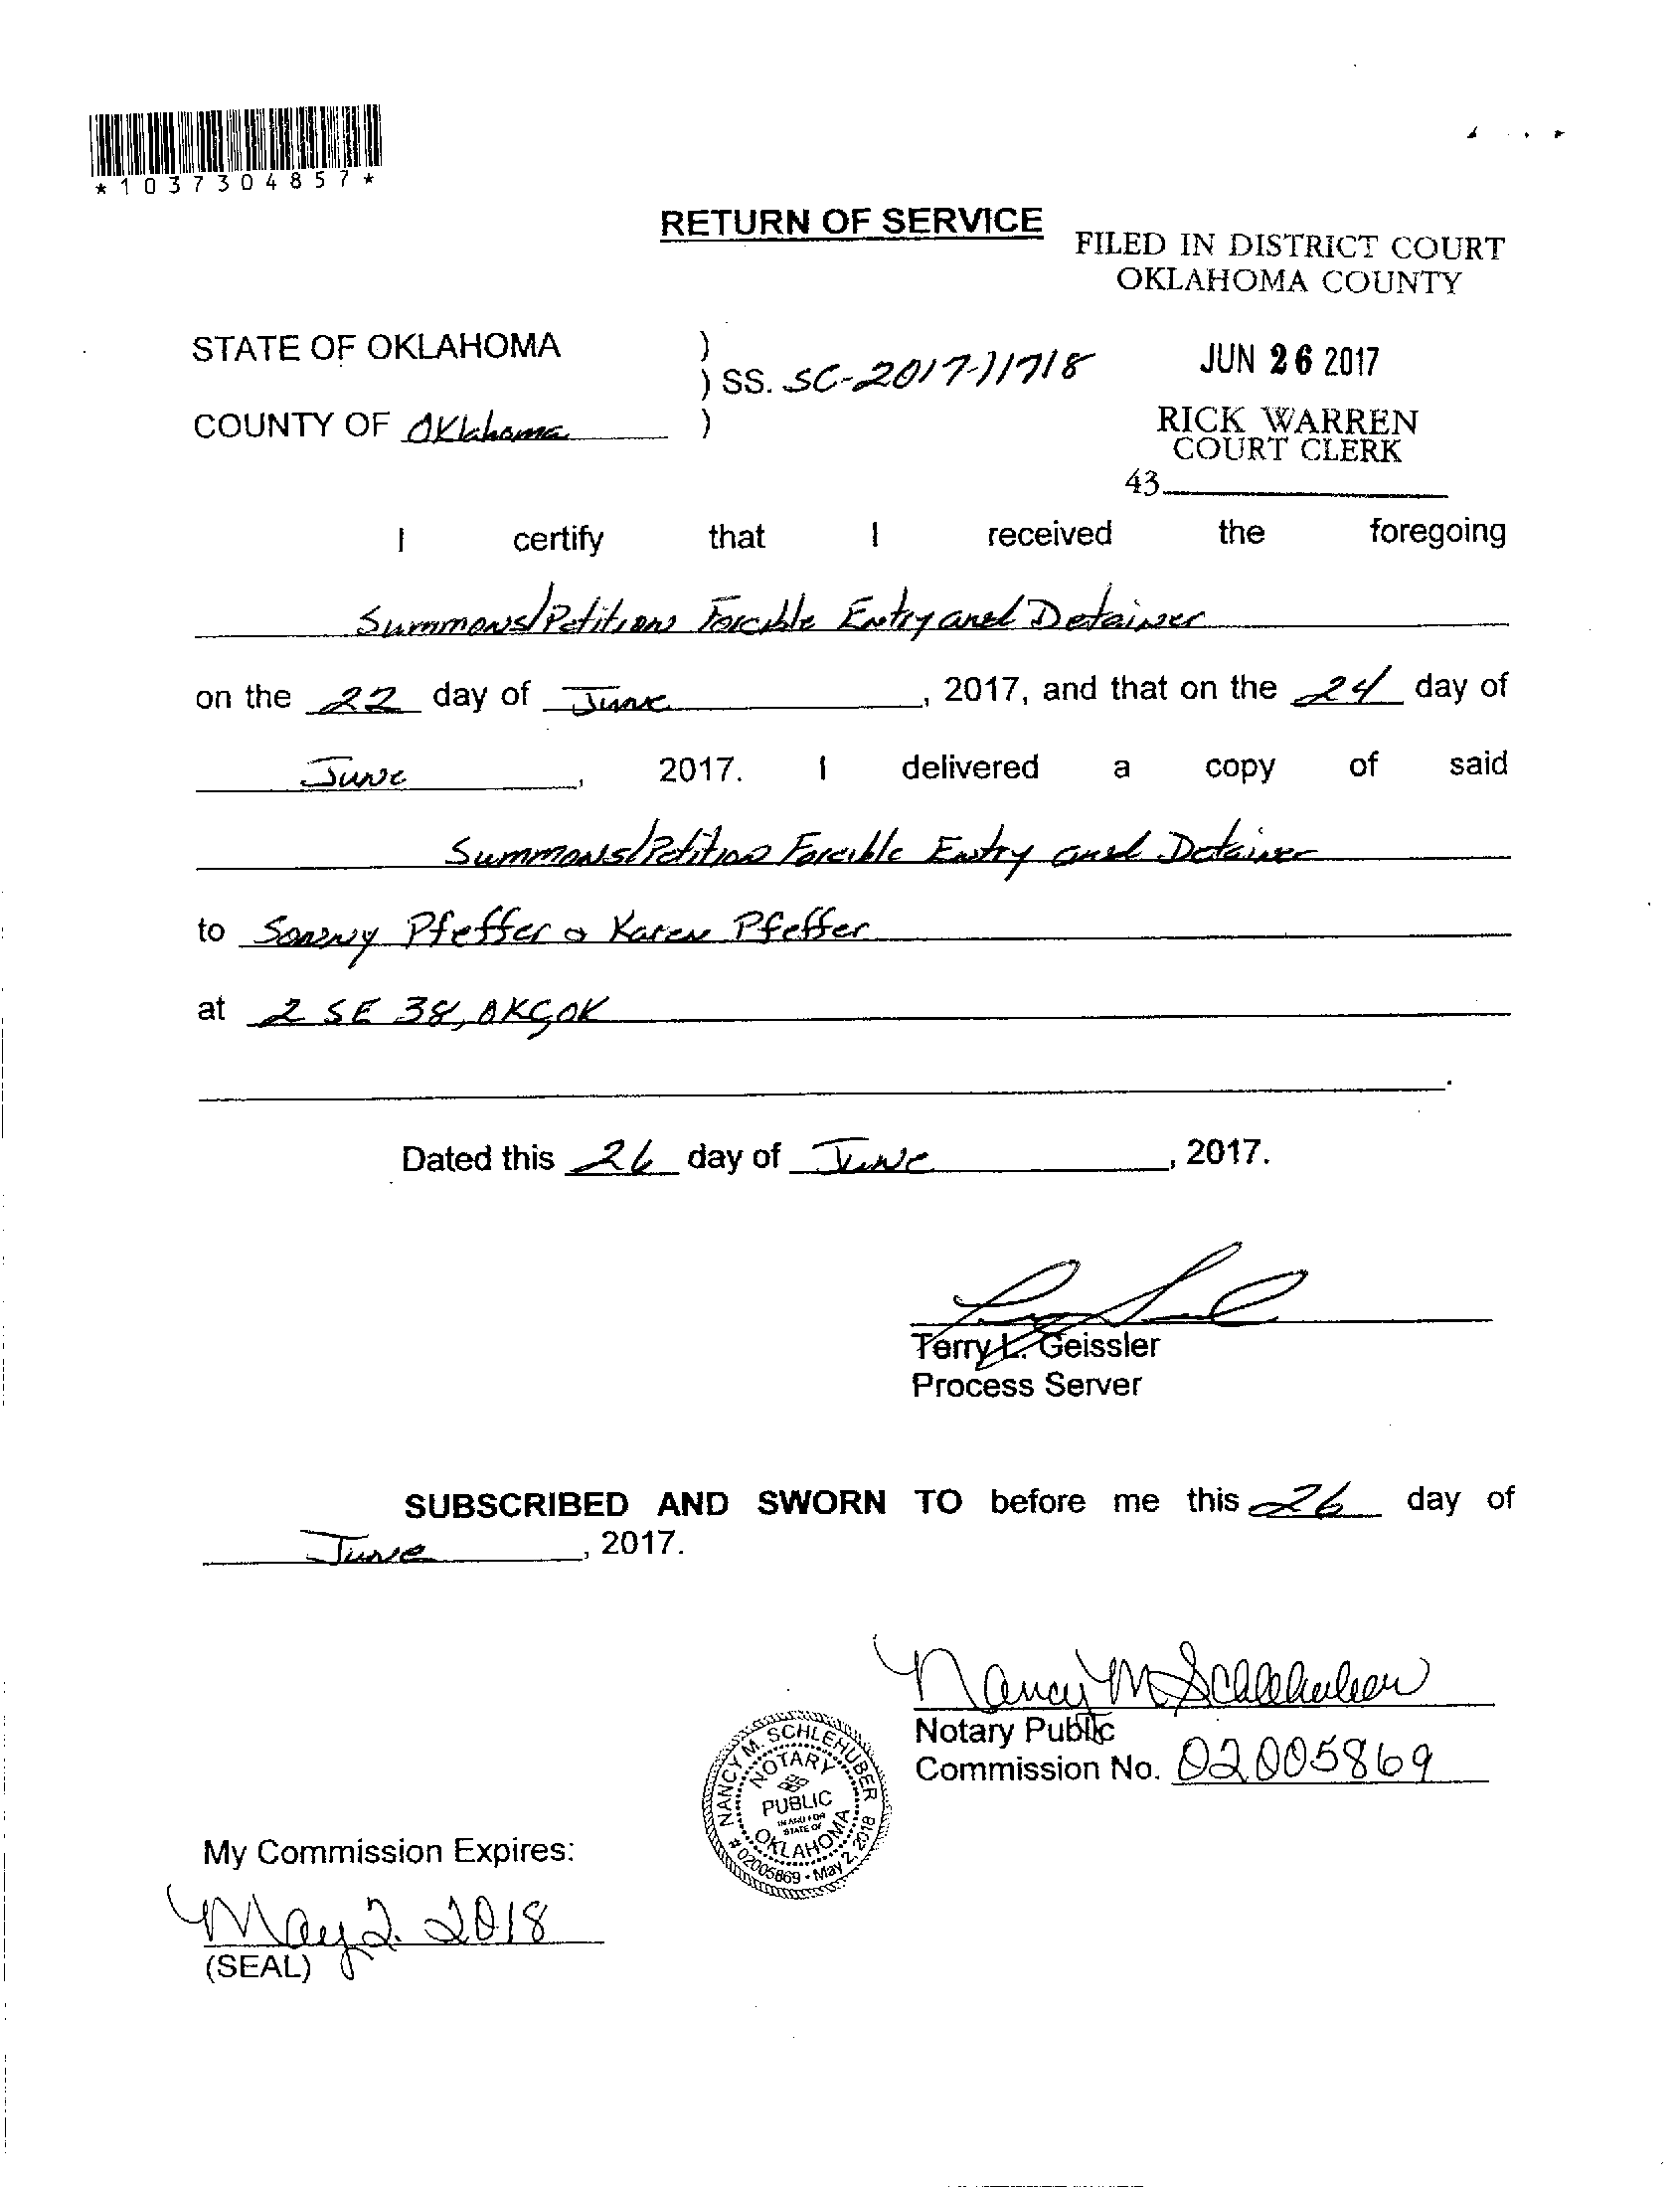 *1037304857*
RETURN OF SERVICE
FILED IN DISTRICT COURT
OKLAHOMA COUNTY
STATE OF OKLAHOMA )
) SS. SC-2017-11718
JUN 26 2017
COUNTY OF Oklahoma )
RICK WARREN
COURT CLERK
43
I certify that I received the foregoing
Summons/Petitions Forcible Entry and Detainer
on the 22 day of June, 2017, and that on the 24 day of
June, 2017. I delivered a copy of said
Summons/Petition Forcible Entry and Detainer
to Sonny Pfeffer & Karen Pfeffer
at 2 SE 38, OKC, OK
.
Dated this 26 day of June, 2017.
Terry L. Geissler
Process Server
SUBSCRIBED AND SWORN TO before me this 26 day of
June, 2017.
Nancy M Schlehuber
Notary Public
Commission No. 02005869
NANCY M. SCHLEHUBER
NOTARY
PUBLIC
IN AND FOR
STATE OF
OKLAHOMA
# 02005869 • May 2, 2018
My Commission Expires:
May 2. 2018
(SEAL)